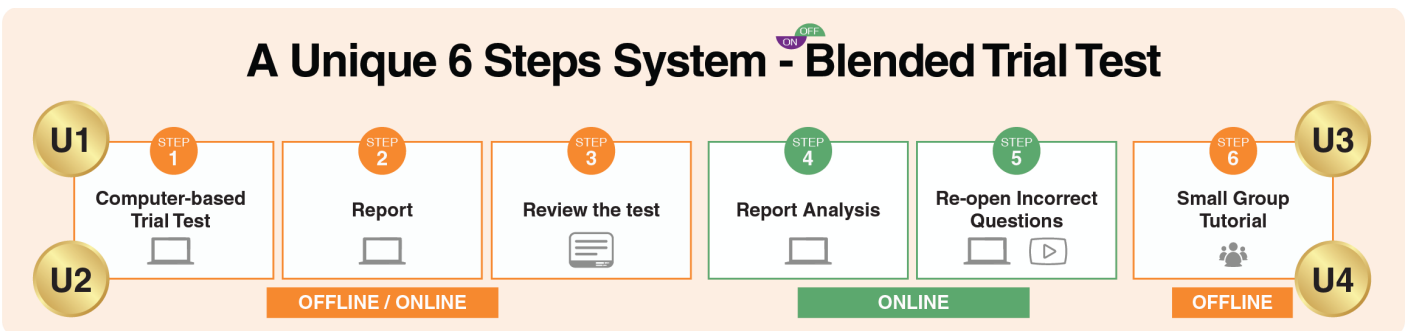 OFF
ON
A Unique 6 Steps System - Blended Trial Test
U1
U2
STEP
1
Computer-based
Trial Test
STEP
2
Report
STEP
3
Review the test
OFFLINE / ONLINE
STEP
4
Report Analysis
STEP
5
Re-open Incorrect
Questions
ONLINE
STEP
6
Small Group
Tutorial
OFFLINE
U3
U4